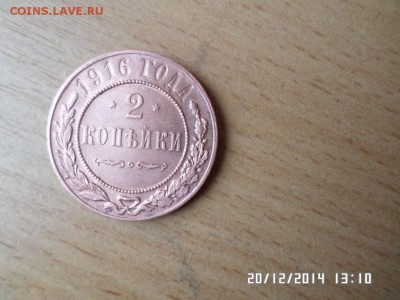 COINS.LAVE.RU
1916 ГОДА
2
КОПѢЙКИ
20/12/2014 13:10